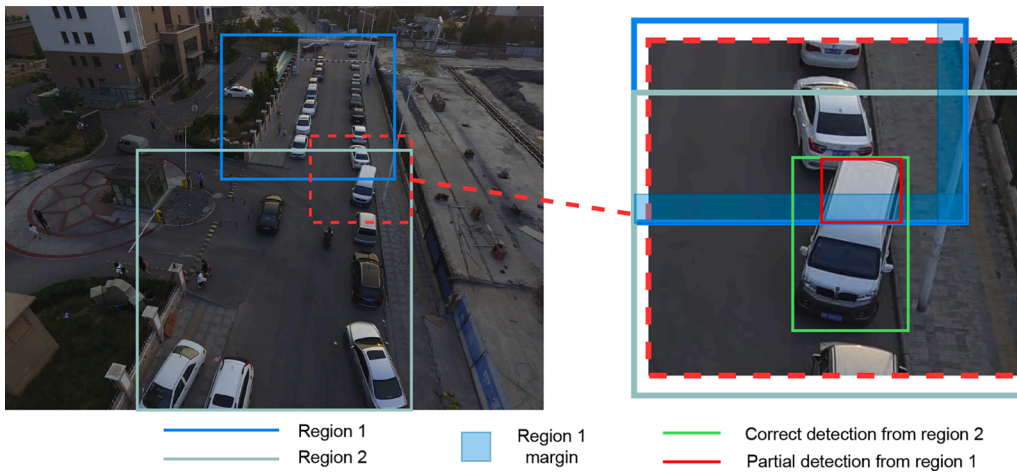 Region 1
Region 2
Region 1
margin
Correct detection from region 2
Partial detection from region 1